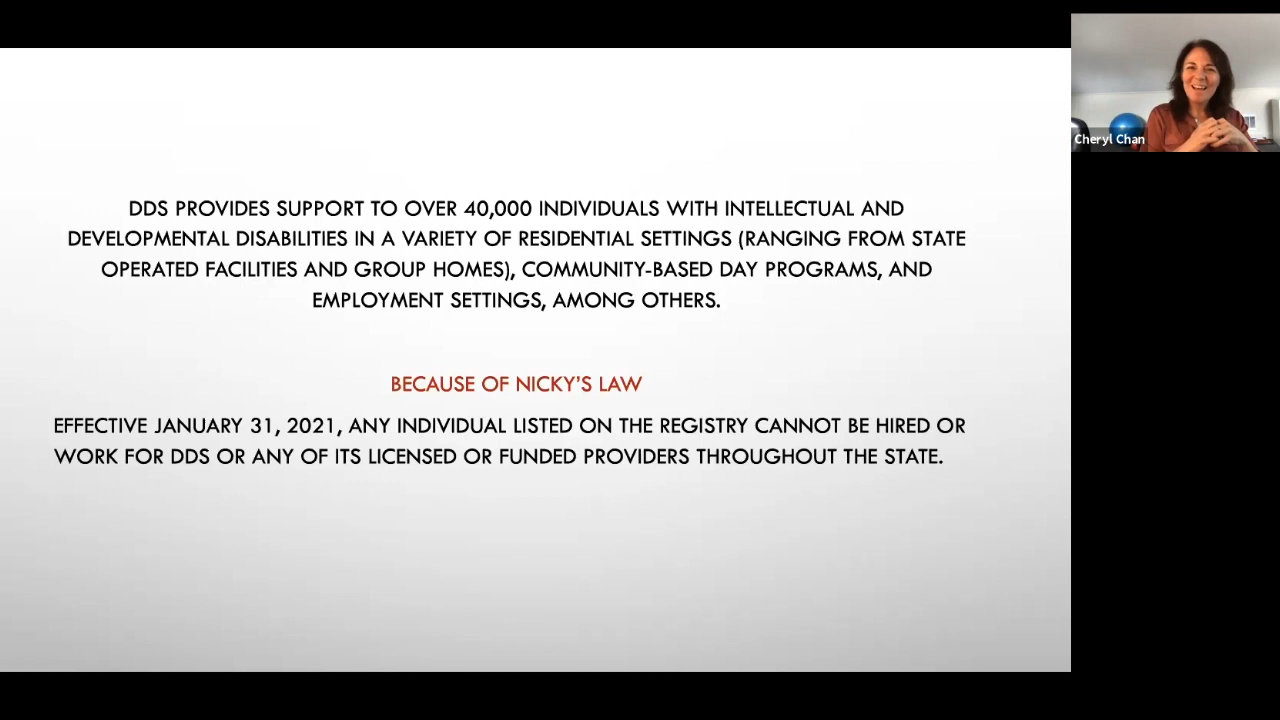 DDS PROVIDES SUPPORT TO OVER 40,000 INDIVIDUALS WITH INTELLECTUAL AND
DEVELOPMENTAL DISABILITIES IN A VARIETY OF RESIDENTIAL SETTINGS (RANGING FROM STATE
OPERATED FACILITIES AND GROUP HOMES), COMMUNITY-BASED DAY PROGRAMS, AND
EMPLOYMENT SETTINGS, AMONG OTHERS.
BECAUSE OF NICKY’S LAW
EFFECTIVE JANUARY 31, 2021, ANY INDIVIDUAL LISTED ON THE REGISTRY CANNOT BE HIRED OR
WORK FOR DDS OR ANY OF ITS LICENSED OR FUNDED PROVIDERS THROUGHOUT THE STATE.
Cheryl Chan